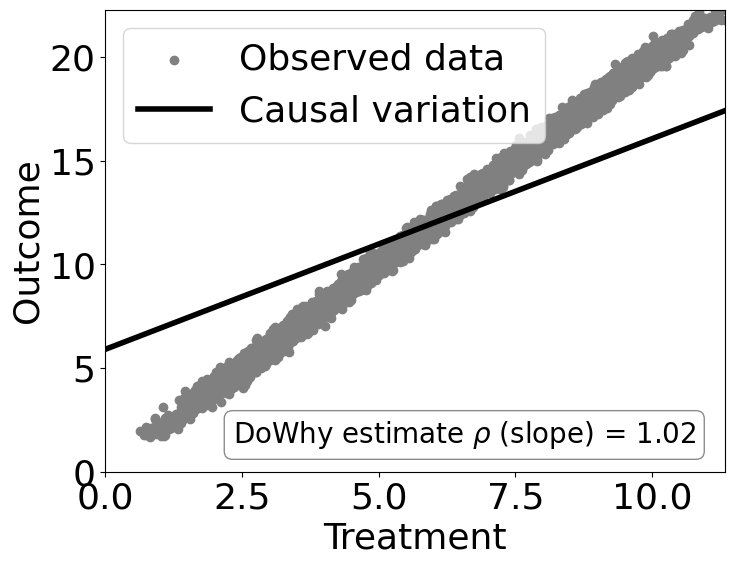 Observed data
Causal variation
20
15
10
5
0
Outcome
DoWhy estimate ρ (slope) = 1.02
0.0 2.5 5.0 7.5 10.0
Treatment